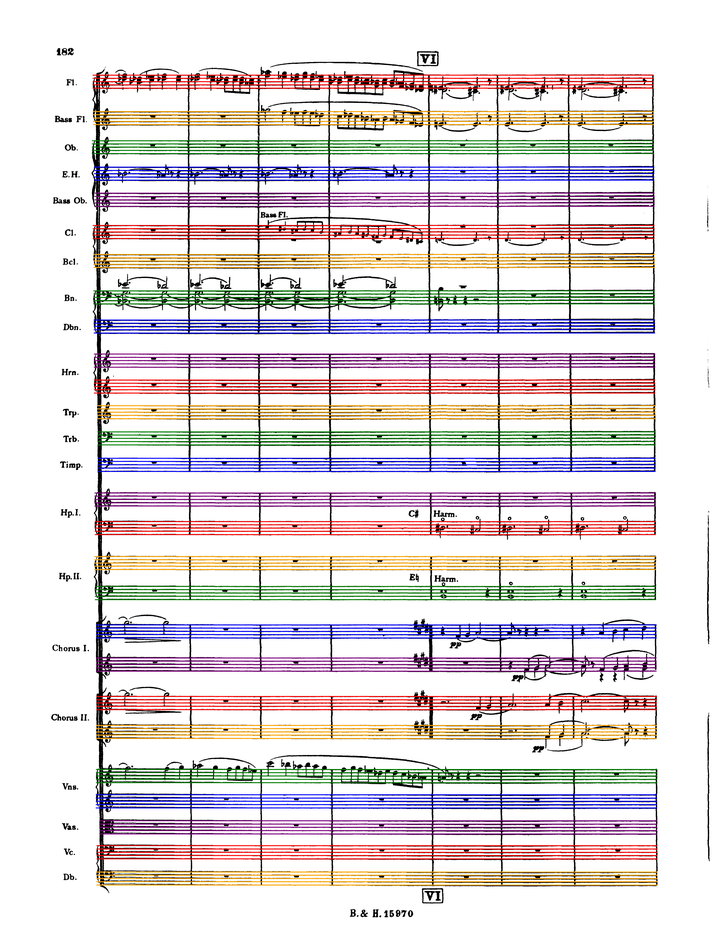 182
VI
Fl.
Bass Fl.
Ob.
E.H.
Bass Ob.
Bass Fl.
Cl.
Bcl.
Bn.
Dbn.
Hrn.
Trp.
Trb.
Timp.
Hp.I.
C♯ Harm.
Hp.II.
E♮ Harm.
Chorus I.
pp
pp
Chorus II.
pp
pp
Vns.
Vas.
Vc.
Db.
VI
B. & H. 15970